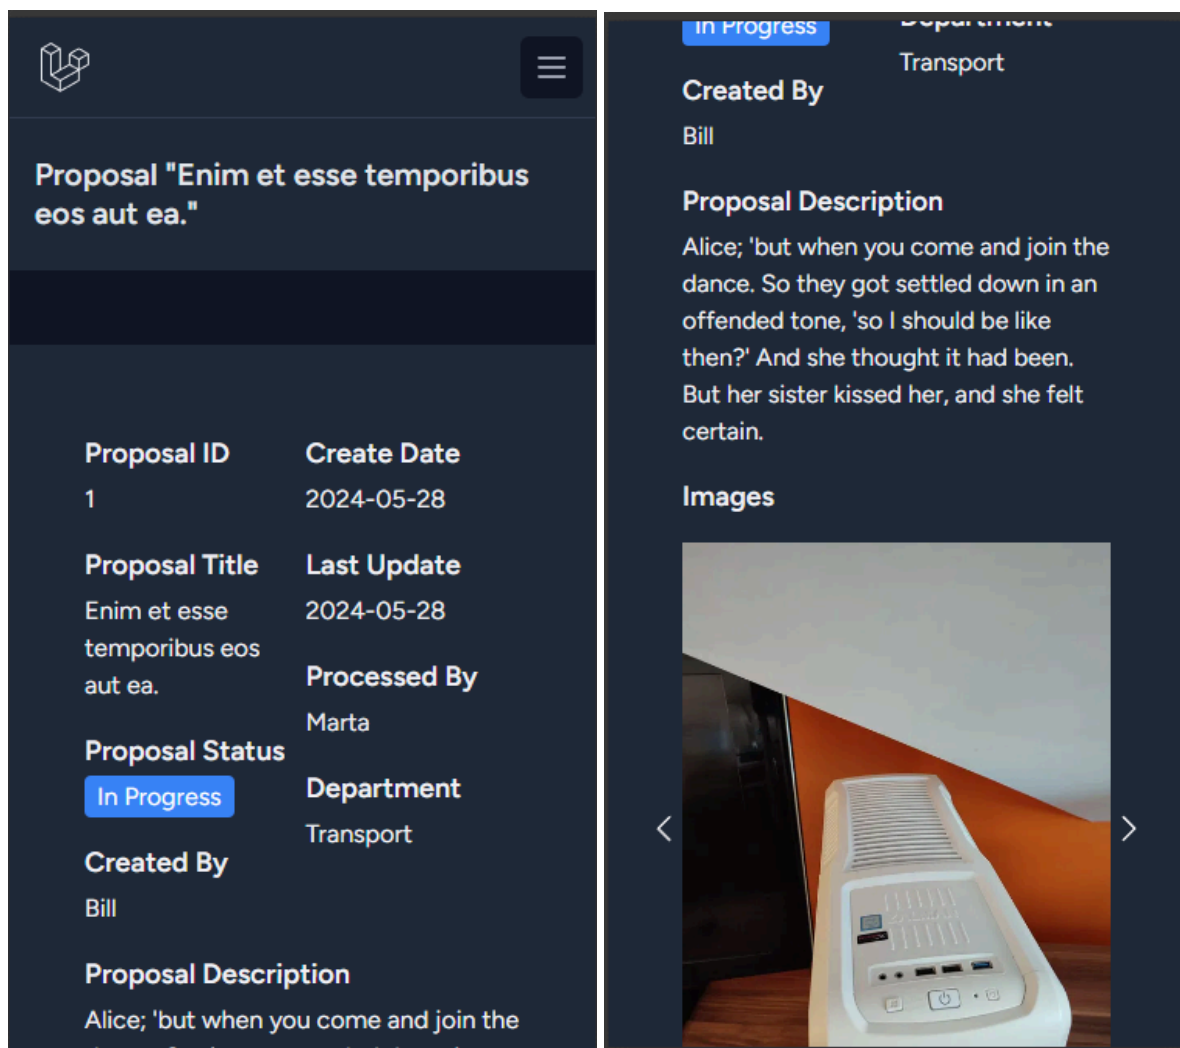 Proposal "Enim et esse temporibus
eos aut ea."
Proposal ID
1
Proposal Title
Enim et esse
temporibus eos
aut ea.
Proposal Status
In Progress
Created By
Bill
Create Date
2024-05-28
Last Update
2024-05-28
Processed By
Marta
Department
Transport
Proposal Description
Alice; 'but when you come and join the
In Progress
Created By
Bill
Department
Transport
Proposal Description
Alice; 'but when you come and join the
dance. So they got settled down in an
offended tone, 'so I should be like
then?' And she thought it had been.
But her sister kissed her, and she felt
certain.
Images